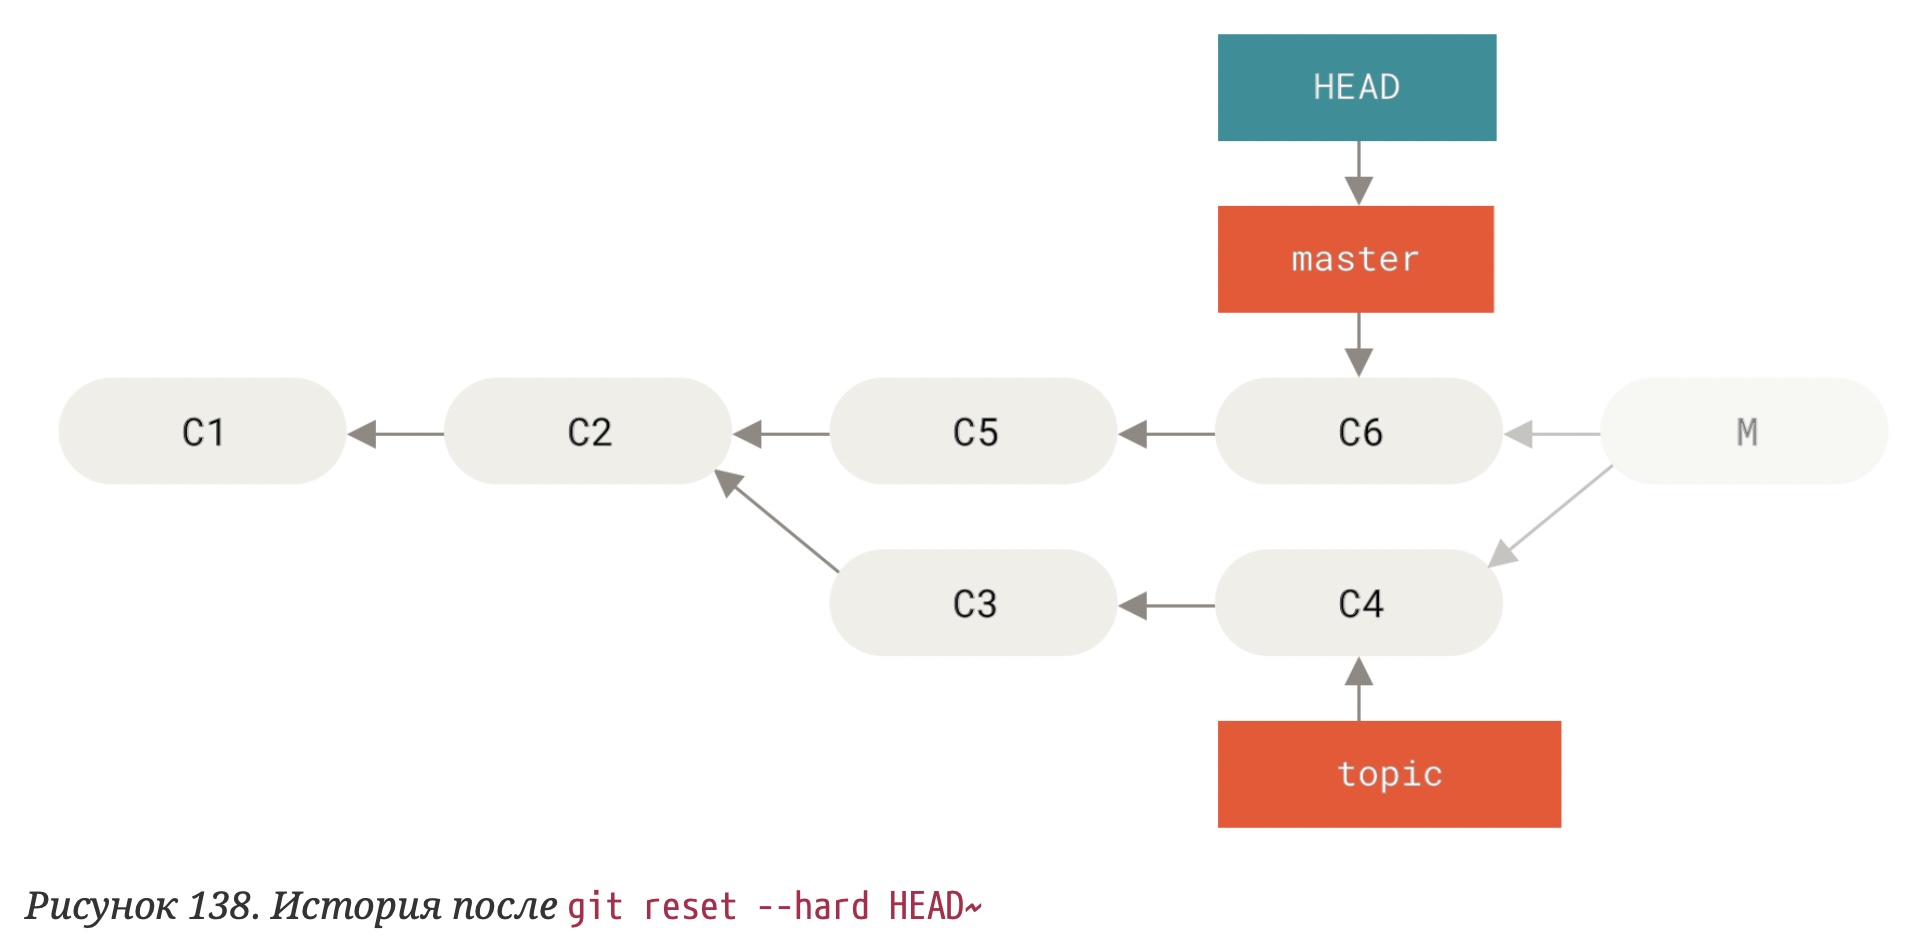 HEAD
master
C1 C2 C5 C6 M
C3 C4
topic
Рисунок 138. История после git reset --hard HEAD~